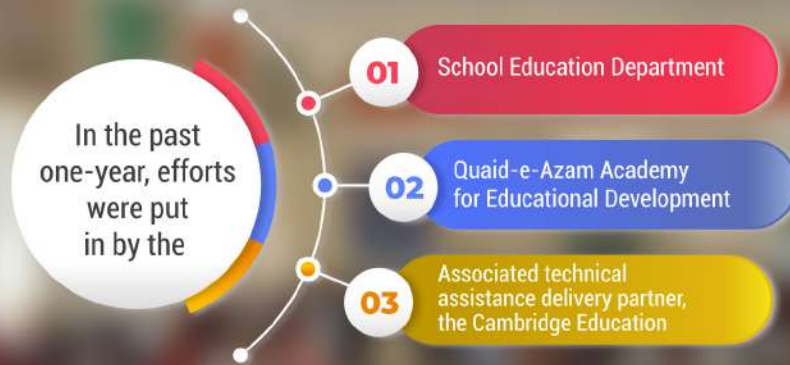 In the past
one-year, efforts
were put
in by the
01
School Education Department
02
Quaid-e-Azam Academy
for Educational Development
03
Associated technical
assistance delivery partner,
the Cambridge Education